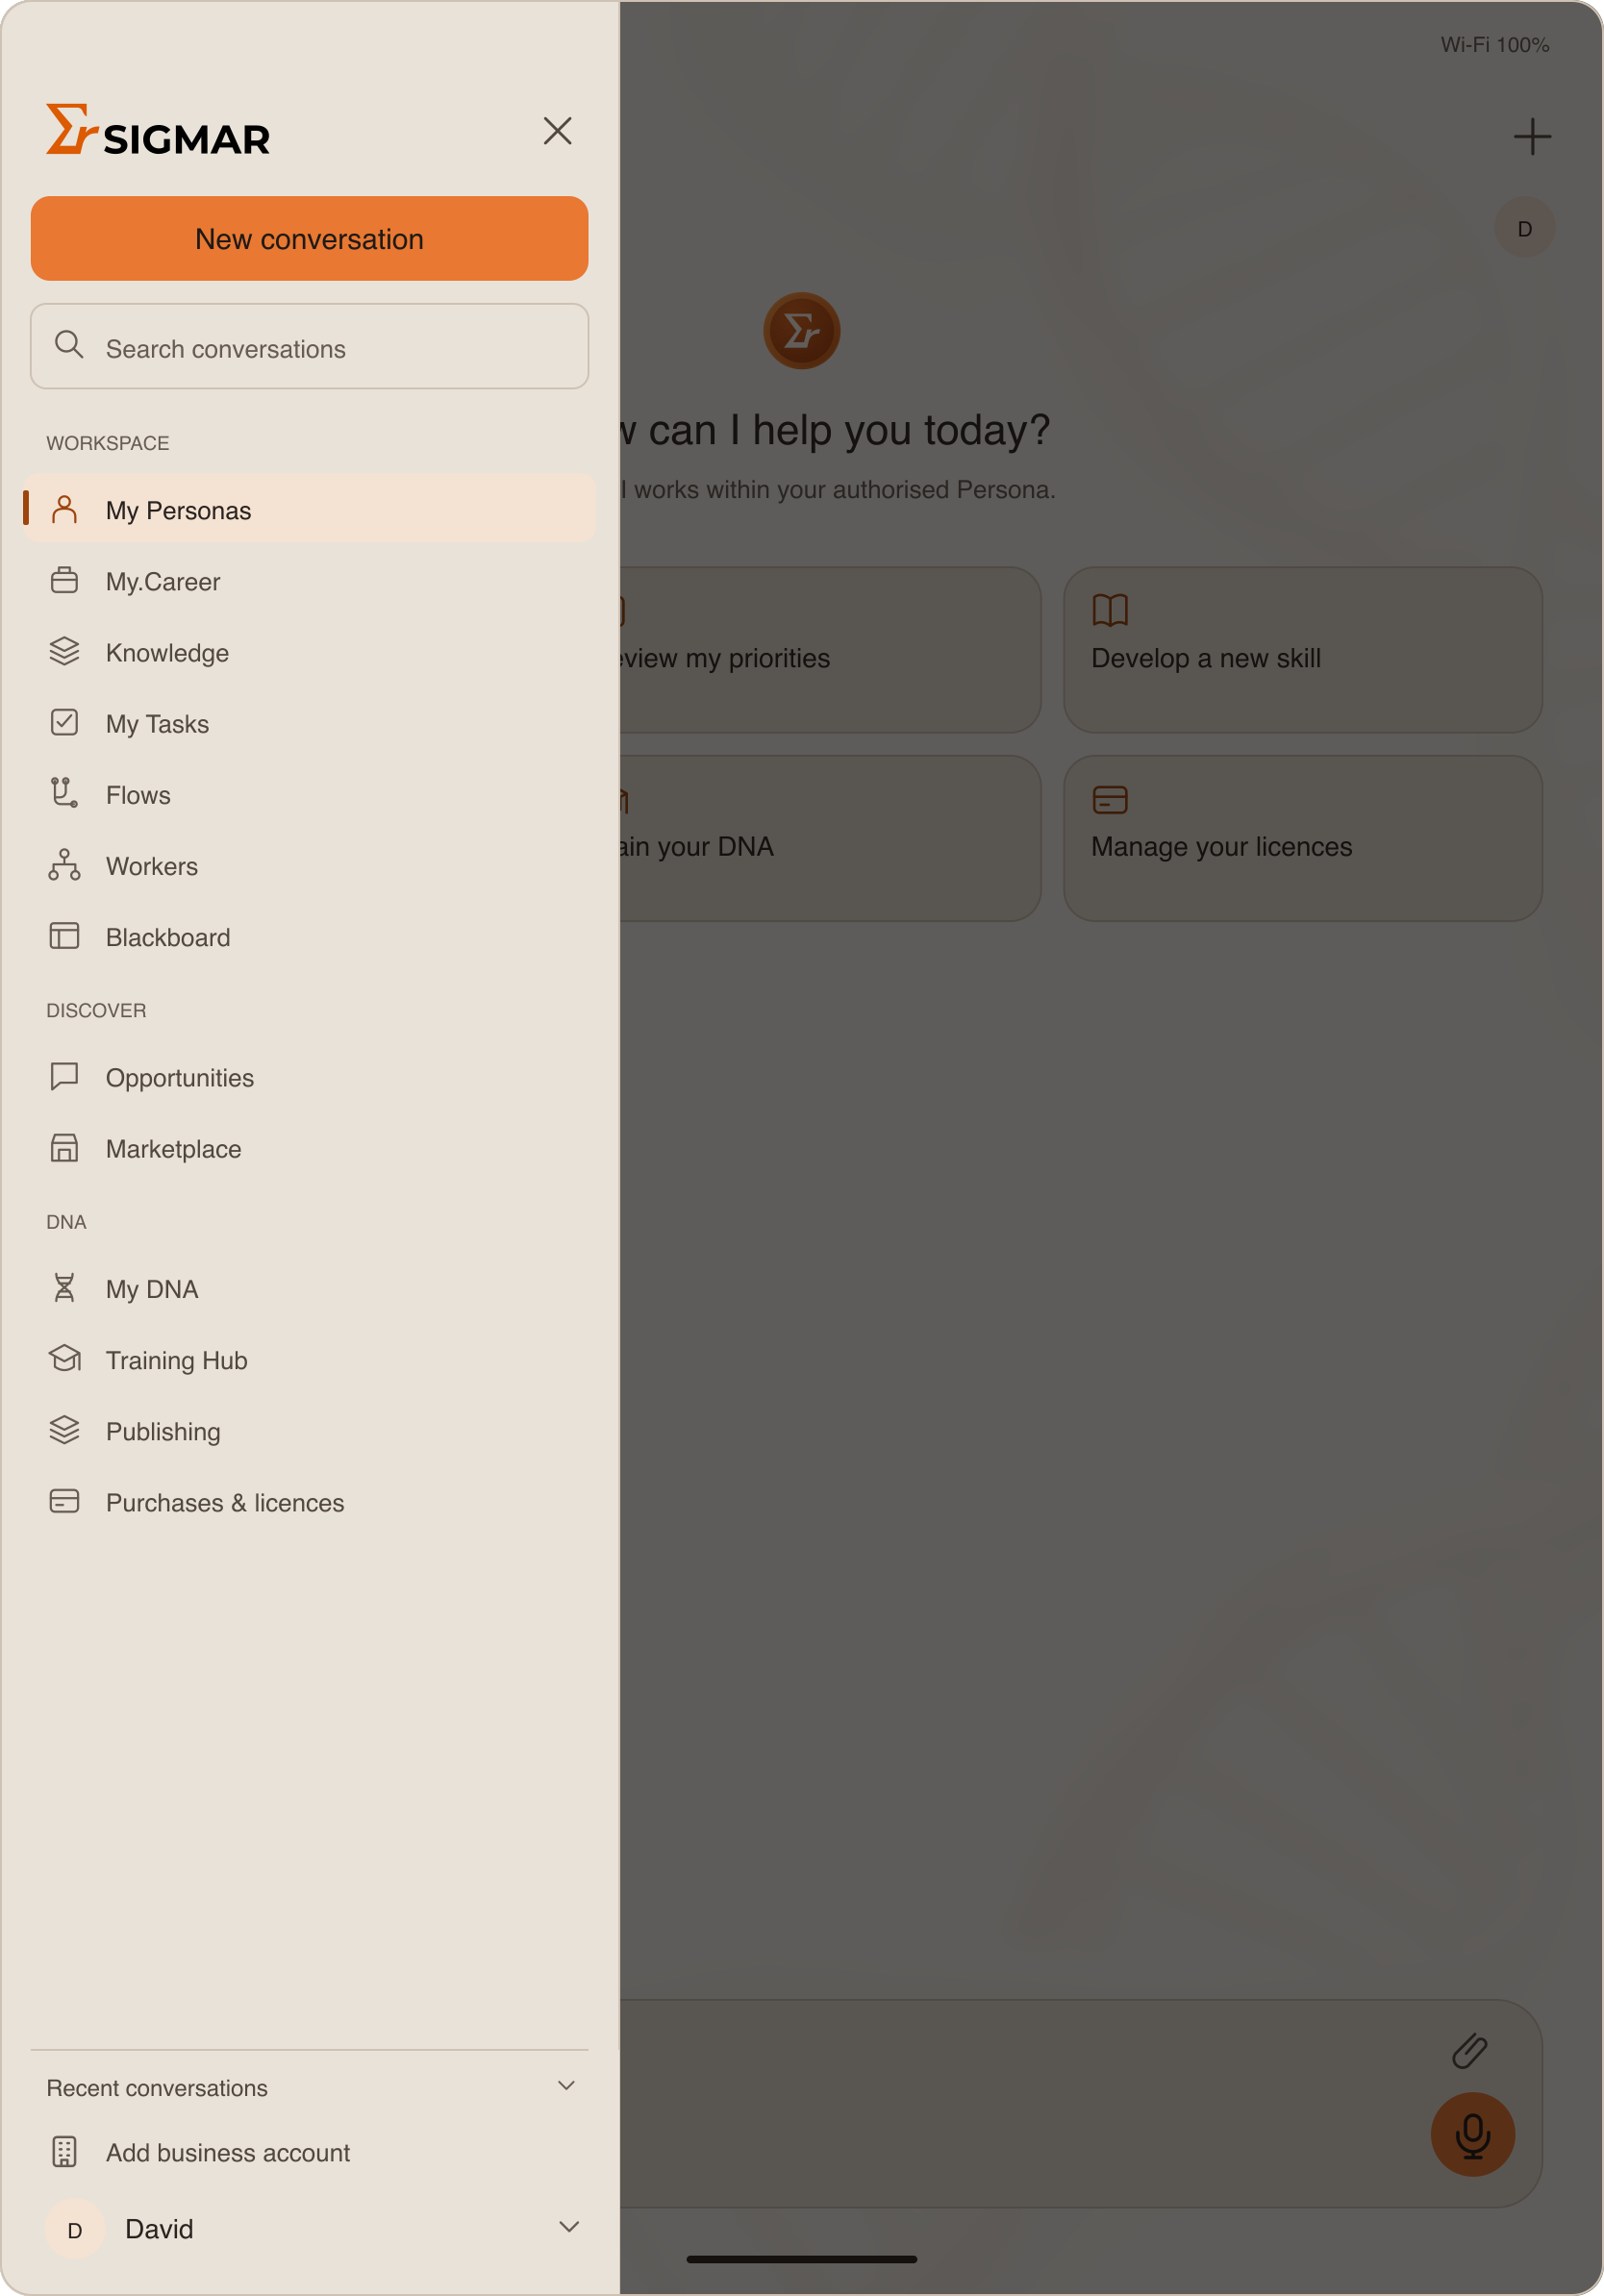 Wi-Fi 100%
Σr SIGMAR
New conversation
D
Search conversations
Σr
can I help you today?
works within your authorised Persona.
WORKSPACE
My Personas
My.Career
Knowledge
My Tasks
Flows
Workers
Blackboard
my priorities
Develop a new skill
your DNA
Manage your licences
DISCOVER
Opportunities
Marketplace
DNA
My DNA
Training Hub
Publishing
Purchases & licences
Recent conversations
Add business account
D
David